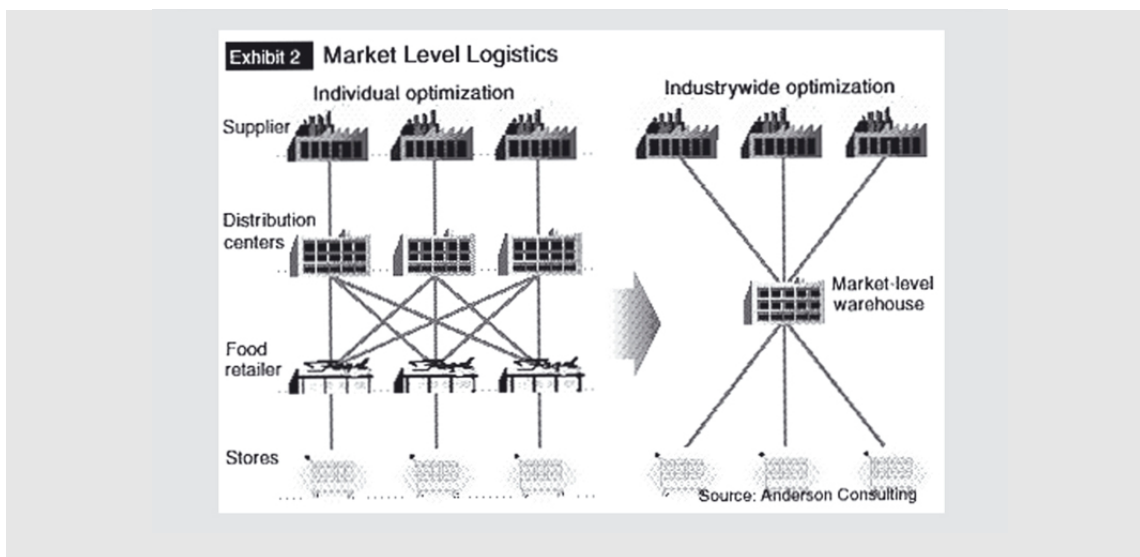 Exhibit 2 Market Level Logistics
Individual optimization
Industrywide optimization
Supplier
Distribution
centers
Market-level
warehouse
Food
retailer
Stores
Source: Anderson Consulting